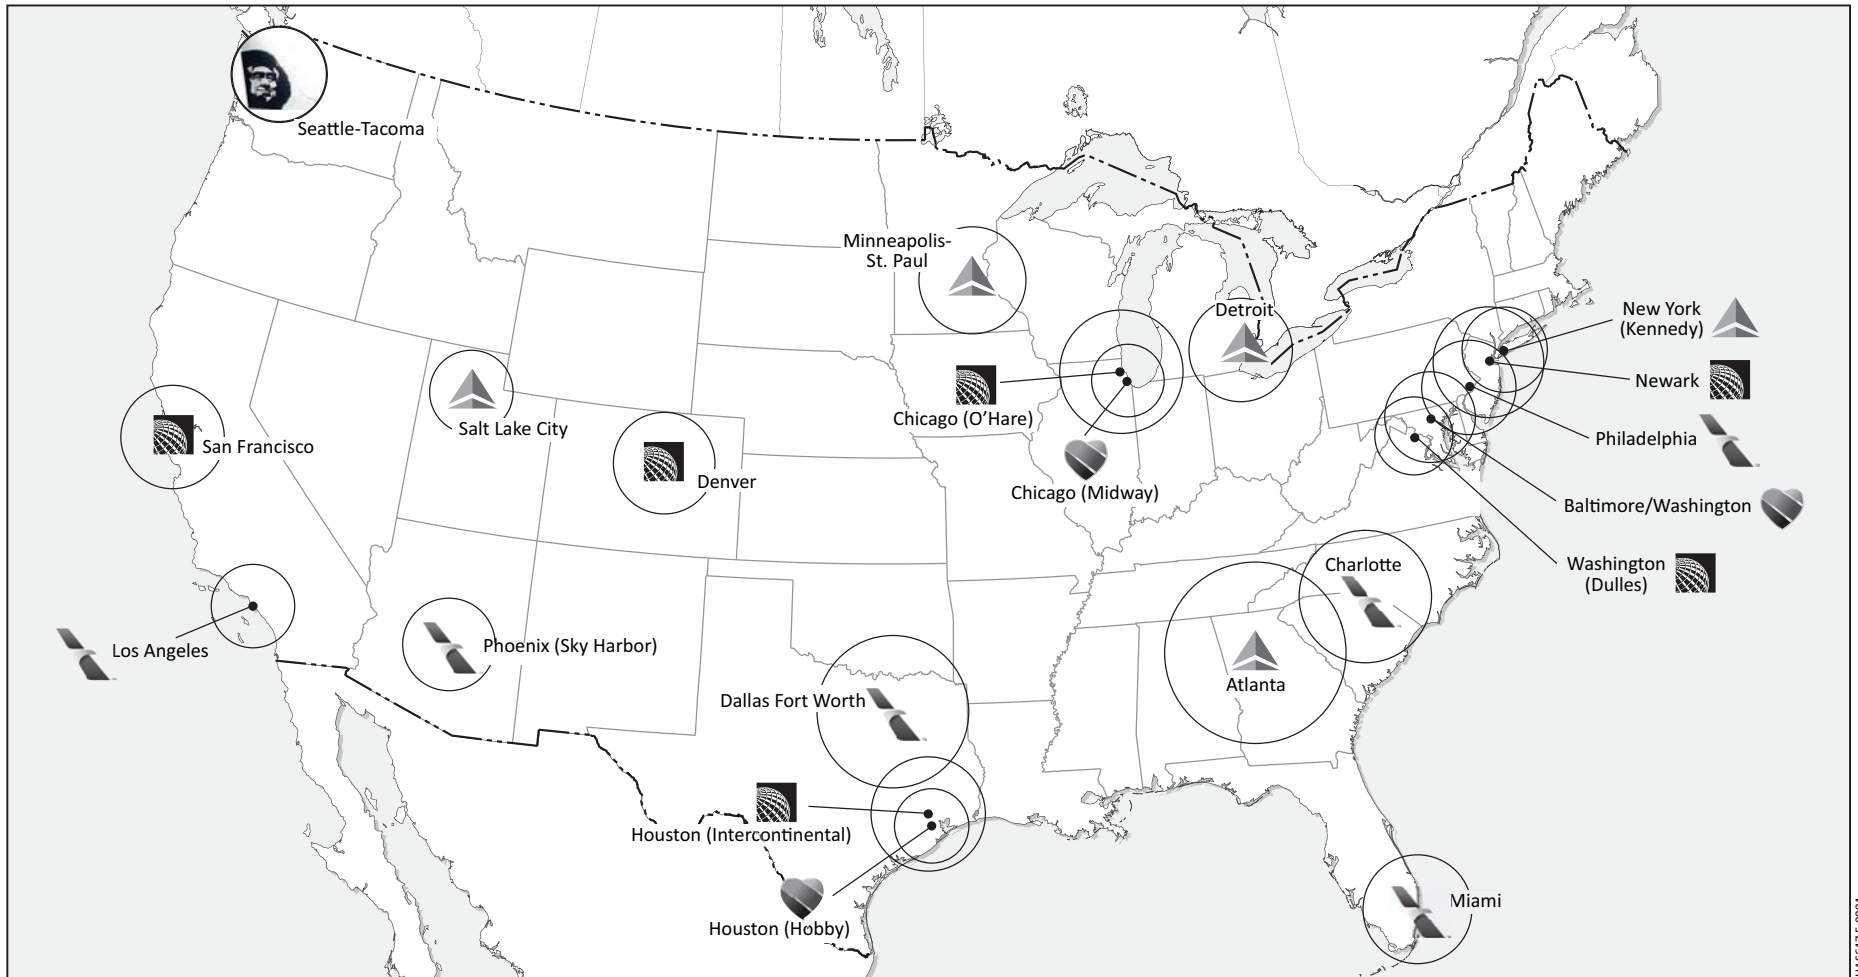 Seattle-Tacoma
Minneapolis-
St. Paul
Detroit
New York
(Kennedy)
Newark
Chicago (O’Hare)
Salt Lake City
San Francisco
Denver
Philadelphia
Chicago (Midway)
Baltimore/Washington
Washington
(Dulles)
Charlotte
Los Angeles
Phoenix (Sky Harbor)
Atlanta
Dallas Fort Worth
Houston (Intercontinental)
Houston (Hobby)
Miami